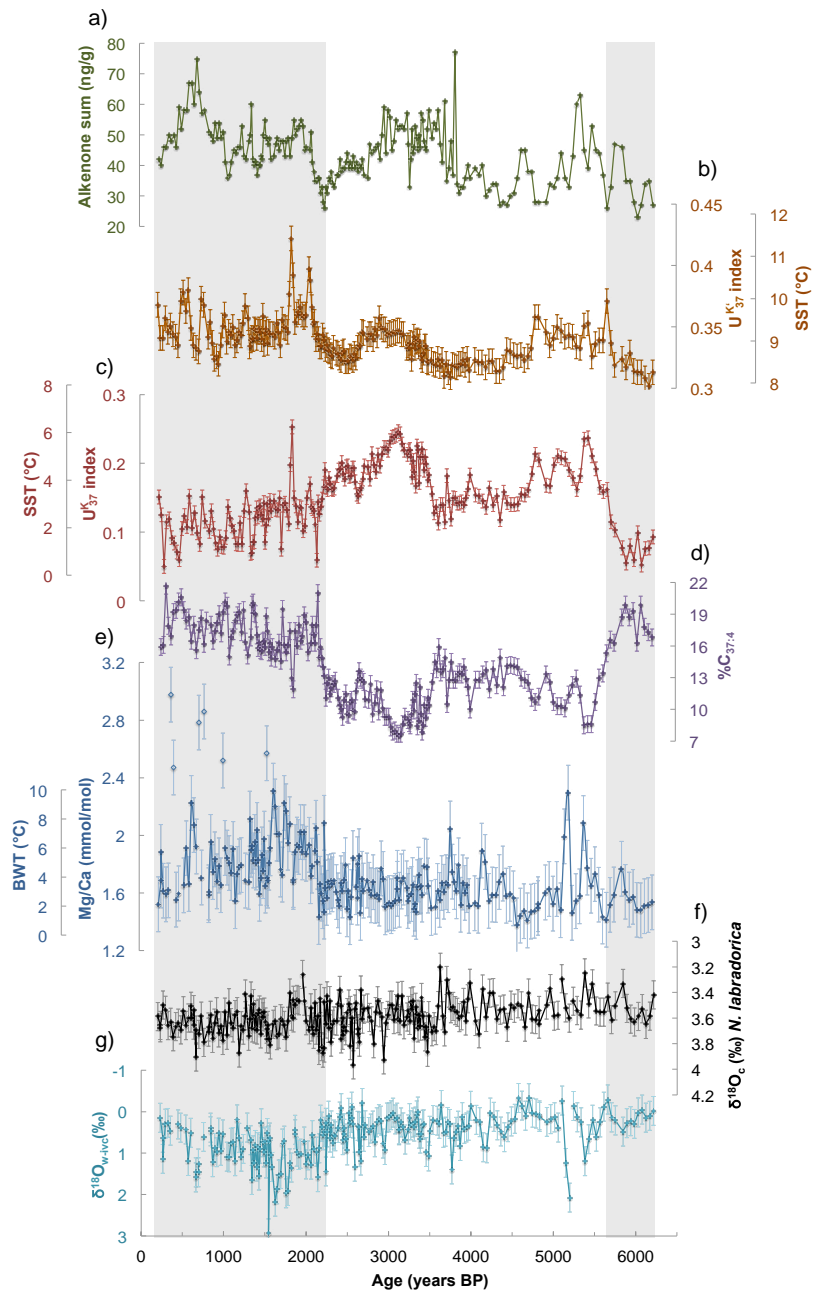 a)
80
70
60
50
40
30
20
Alkenone sum (ng/g)
b)
0.45
0.4
0.35
0.3
U37K' index
12
11
10
9
8
SST (°C)
c)
8
6
4
2
0
SST (°C)
0.3
0.2
0.1
0
U37K index
d)
22
19
16
13
10
7
%C37:4
e)
10
8
6
4
2
0
BWT (°C)
3.2
2.8
2.4
2
1.6
1.2
Mg/Ca (mmol/mol)
f)
3
3.2
3.4
3.6
3.8
4
4.2
δ18Oc (‰) N. labradorica
g)
-1
0
1
2
3
δ18Ow-ivc(‰)
0 1000 2000 3000 4000 5000 6000
Age (years BP)